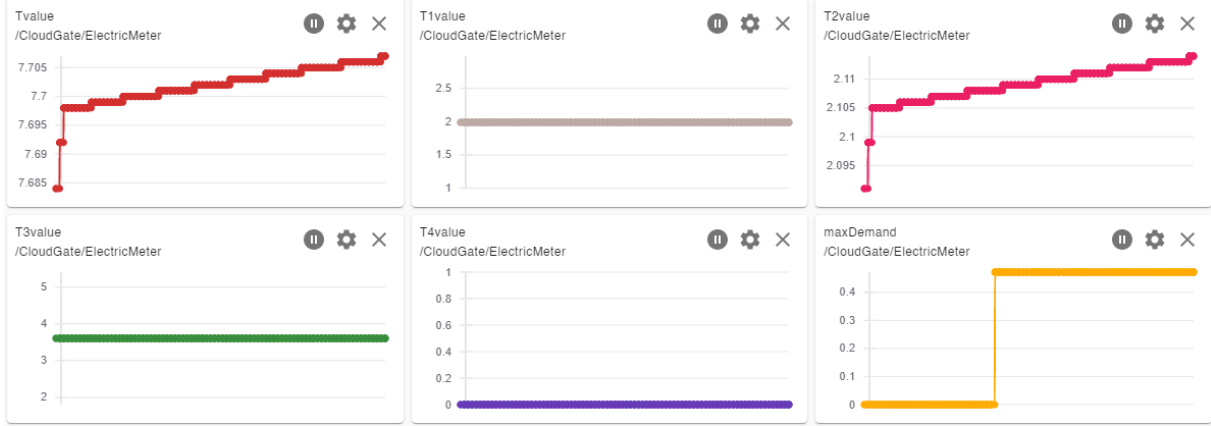 Tvalue
/CloudGate/ElectricMeter
7.705
7.7
7.695
7.69
7.685
T1value
/CloudGate/ElectricMeter
2.5
2
1.5
1
T2value
/CloudGate/ElectricMeter
2.11
2.105
2.1
2.095
T3value
/CloudGate/ElectricMeter
5
4
3
2
T4value
/CloudGate/ElectricMeter
1
0.8
0.6
0.4
0.2
0
maxDemand
/CloudGate/ElectricMeter
0.4
0.3
0.2
0.1
0